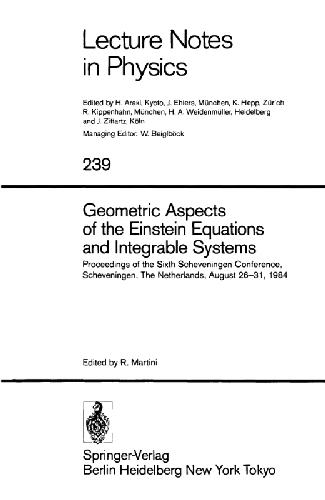 Lecture Notes
in Physics
Edited by H. Araki, Kyoto, J. Ehlers, München, K. Hepp, Zürich
R. Kippenhahn, München, H. A. Weidenmüller, Heidelberg
and J. Zittartz, Köln
Managing Editor: W. Beiglböck
239
Geometric Aspects
of the Einstein Equations
and Integrable Systems
Proceedings of the Sixth Scheveningen Conference,
Scheveningen, The Netherlands, August 26–31, 1984
Edited by R. Martini
Springer-Verlag
Berlin Heidelberg New York Tokyo